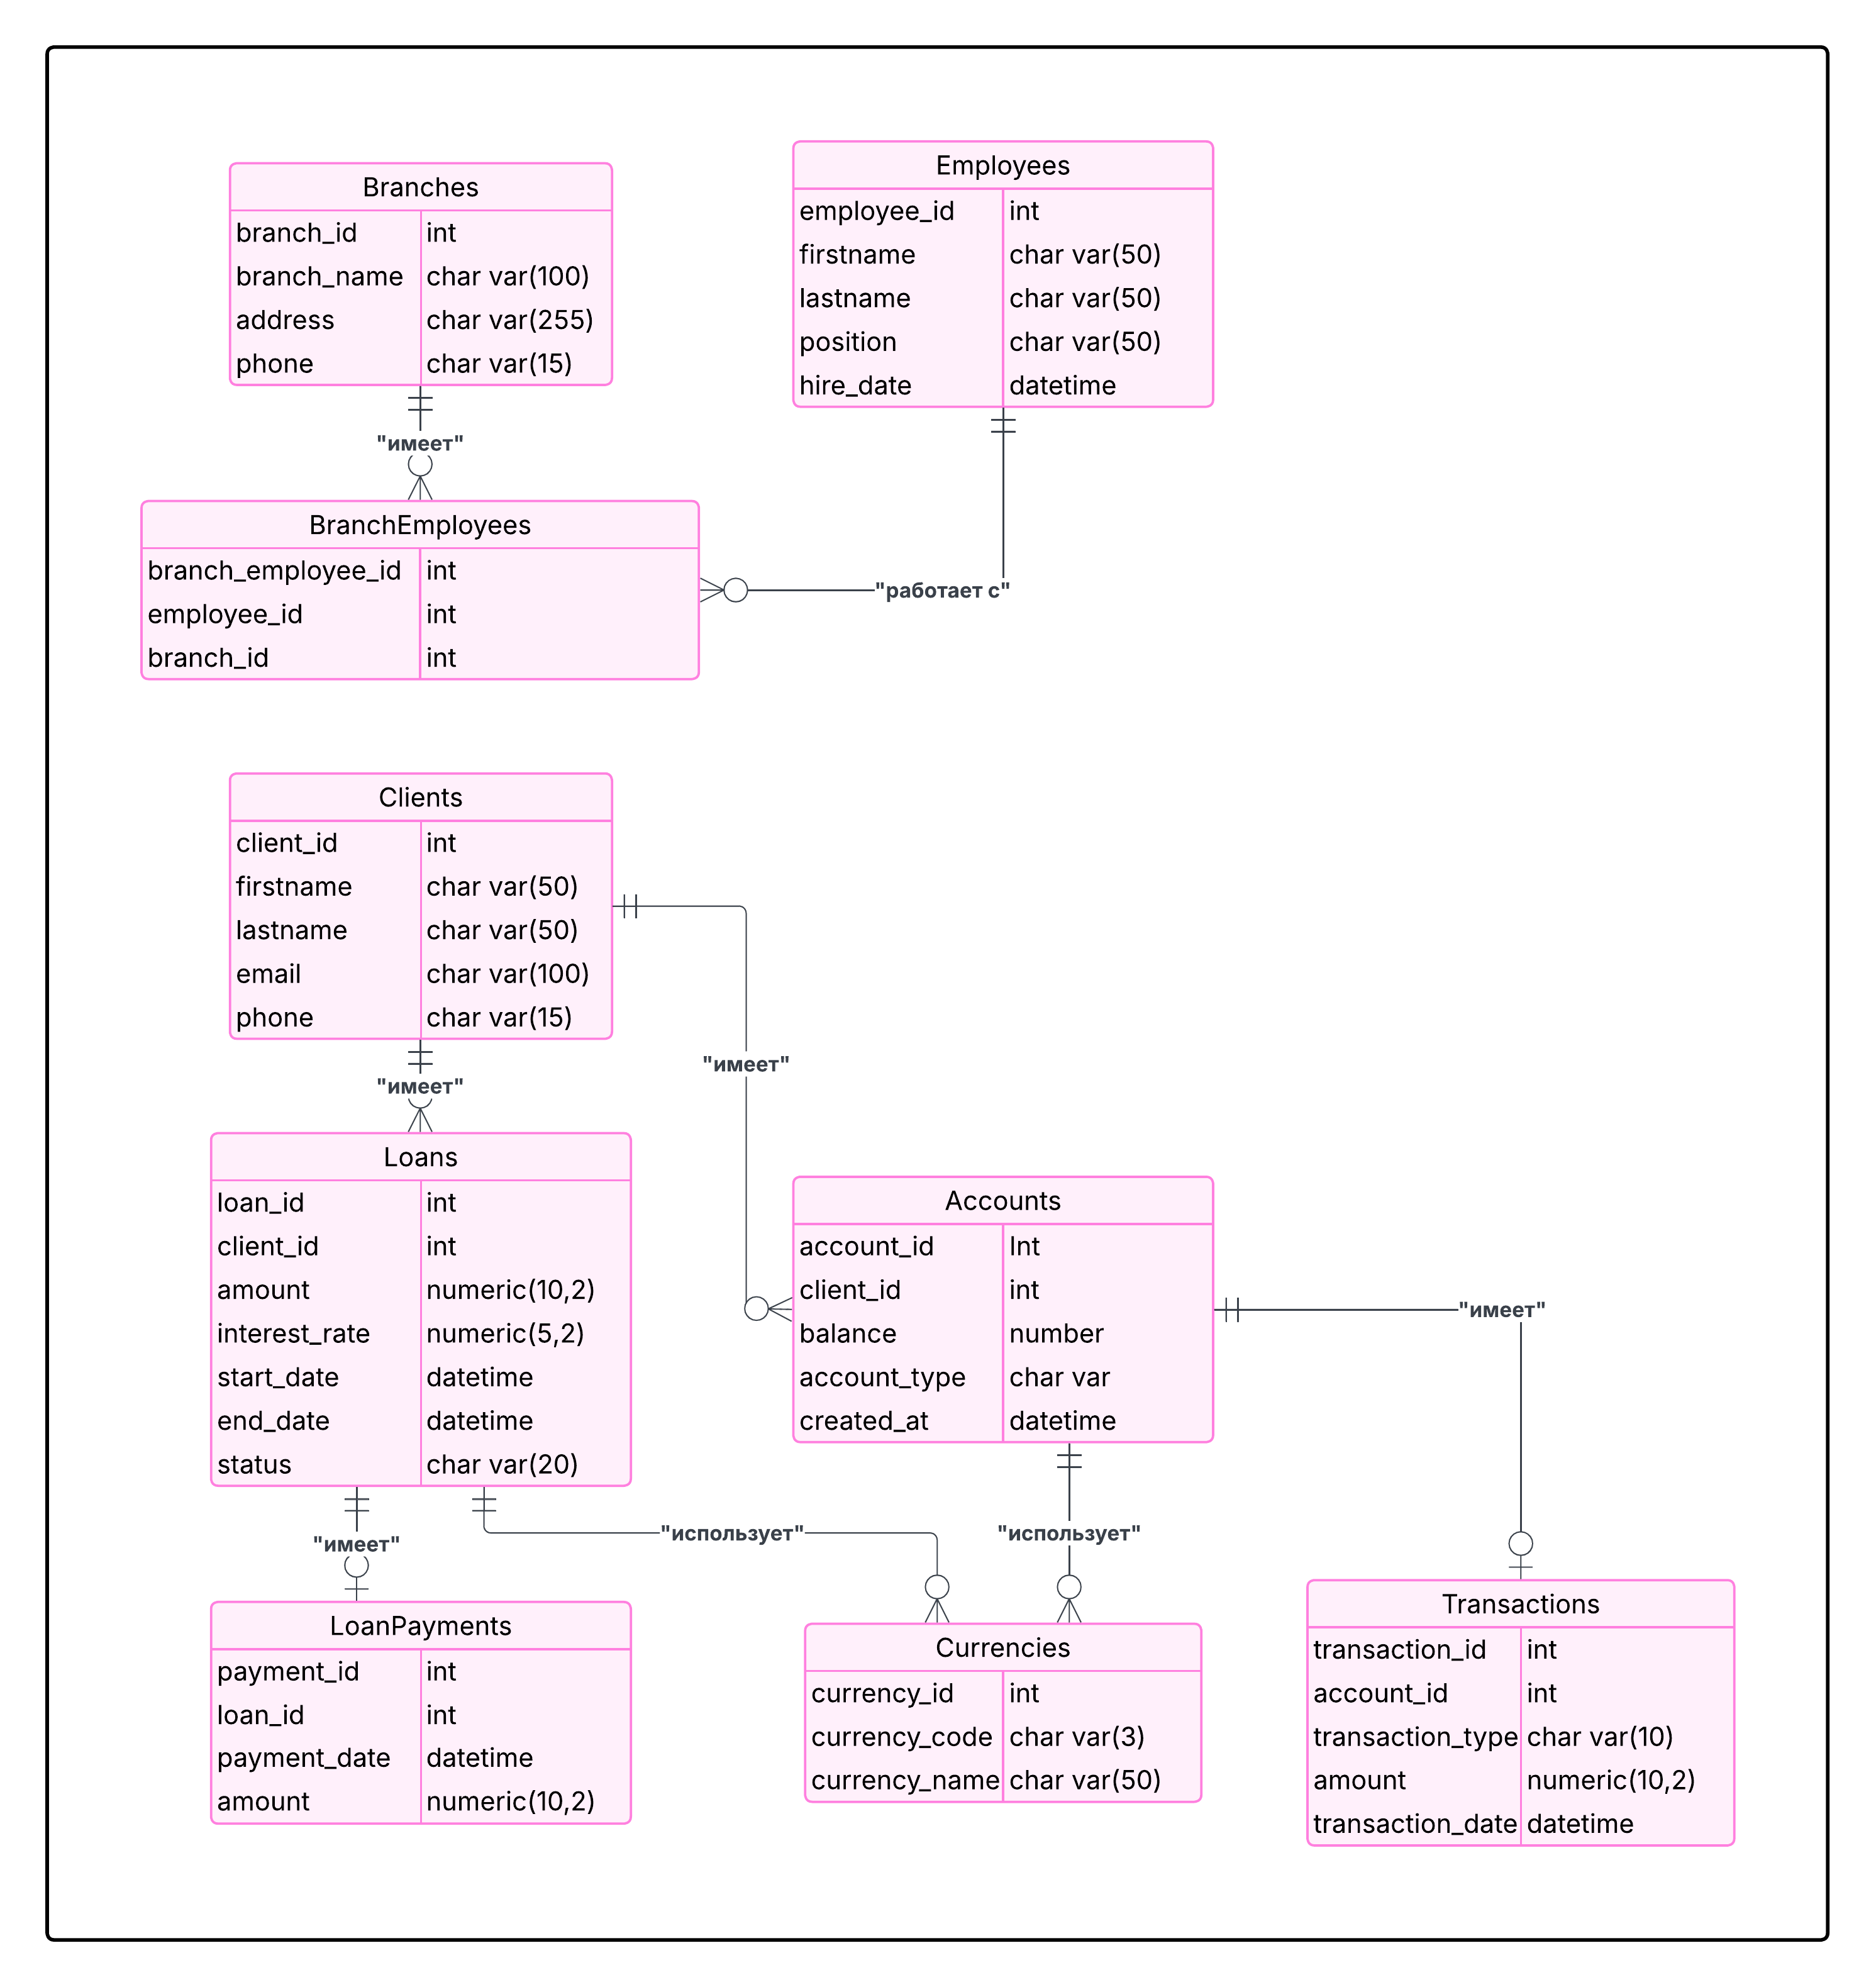 Branches
branch_id int
branch_name char var(100)
address char var(255)
phone char var(15)
Employees
employee_id int
firstname char var(50)
lastname char var(50)
position char var(50)
hire_date datetime
"имеет"
"работает с"
BranchEmployees
branch_employee_id int
employee_id int
branch_id int
Clients
client_id int
firstname char var(50)
lastname char var(50)
email char var(100)
phone char var(15)
"имеет"
"имеет"
Loans
loan_id int
client_id int
amount numeric(10,2)
interest_rate numeric(5,2)
start_date datetime
end_date datetime
status char var(20)
Accounts
account_id Int
client_id int
balance number
account_type char var
created_at datetime
"имеет"
"имеет"
"использует"
"использует"
LoanPayments
payment_id int
loan_id int
payment_date datetime
amount numeric(10,2)
Currencies
currency_id int
currency_code char var(3)
currency_name char var(50)
Transactions
transaction_id int
account_id int
transaction_type char var(10)
amount numeric(10,2)
transaction_date datetime